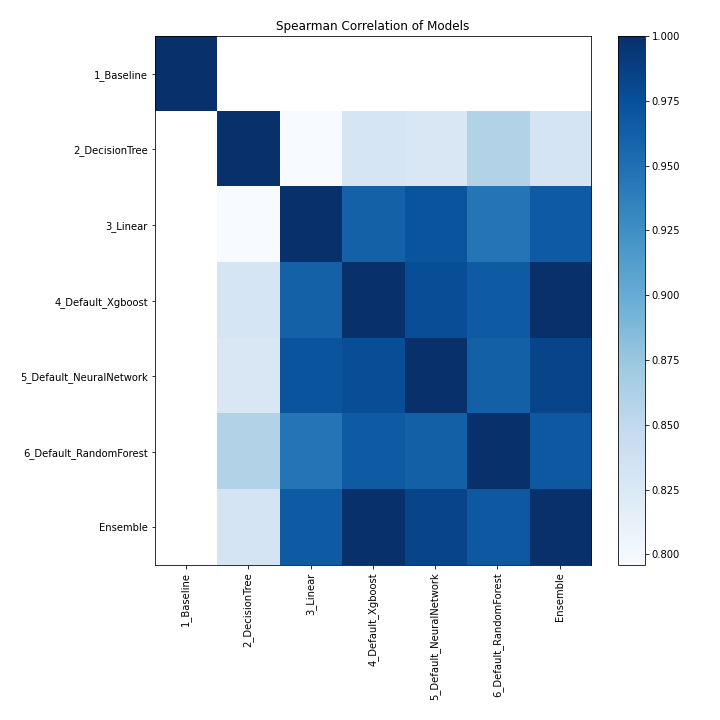 Spearman Correlation of Models
1_Baseline
2_DecisionTree
3_Linear
4_Default_Xgboost
5_Default_NeuralNetwork
6_Default_RandomForest
Ensemble
1_Baseline
2_DecisionTree
3_Linear
4_Default_Xgboost
5_Default_NeuralNetwork
6_Default_RandomForest
Ensemble
1.000
0.975
0.950
0.925
0.900
0.875
0.850
0.825
0.800